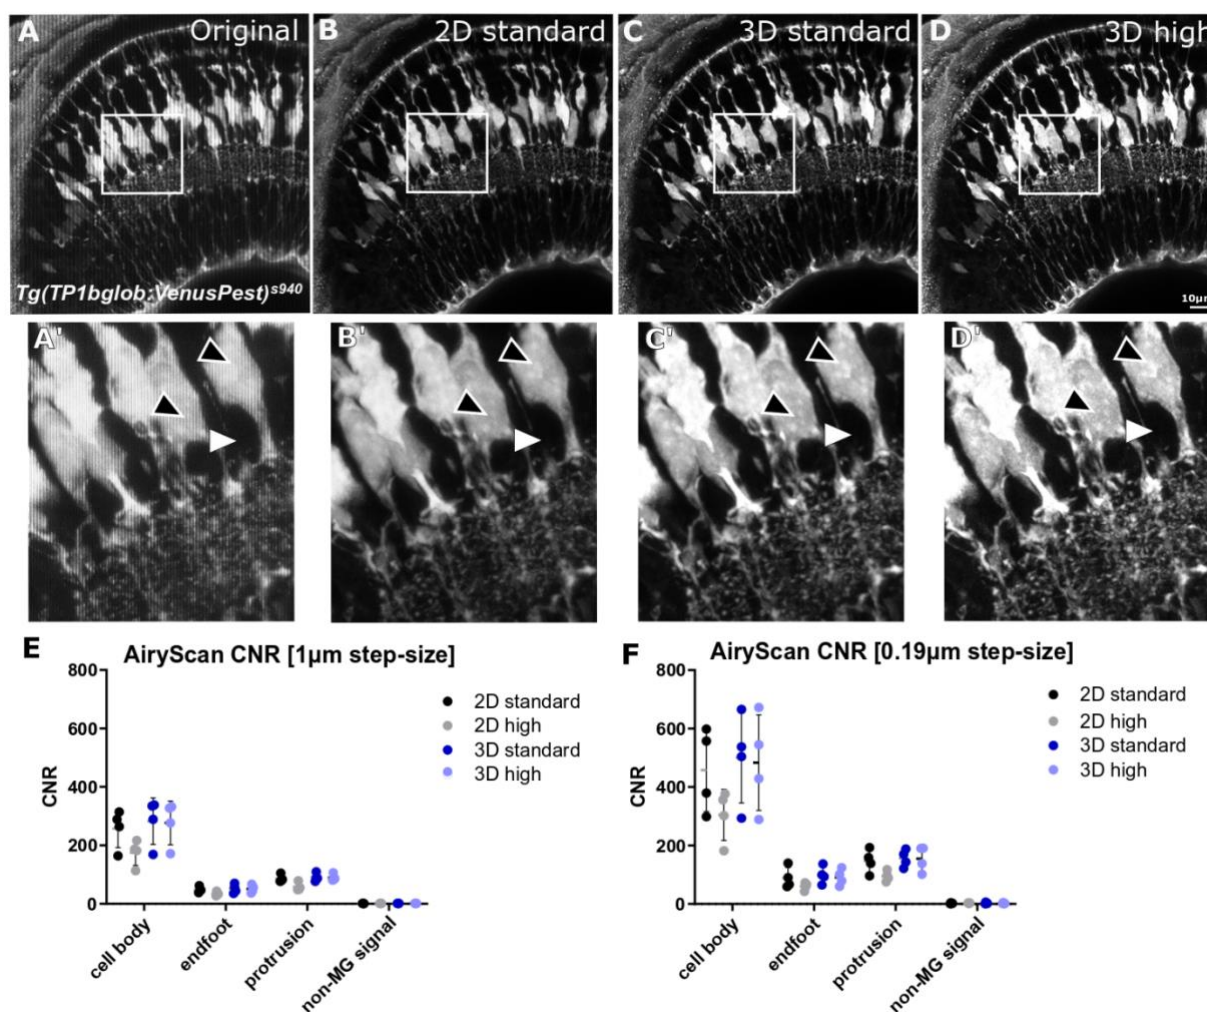 A Original
B 2D standard
C 3D standard
D 3D high
Tg(TP1bglob:VenusPest)s940
10µm
A'
B'
C'
D'
E AiryScan CNR [1µm step-size]
800
600
400
200
0
CNR
cell body
endfoot
protrusion
non-MG signal
2D standard
2D high
3D standard
3D high
F AiryScan CNR [0.19µm step-size]
800
600
400
200
0
CNR
cell body
endfoot
protrusion
non-MG signal
2D standard
2D high
3D standard
3D high